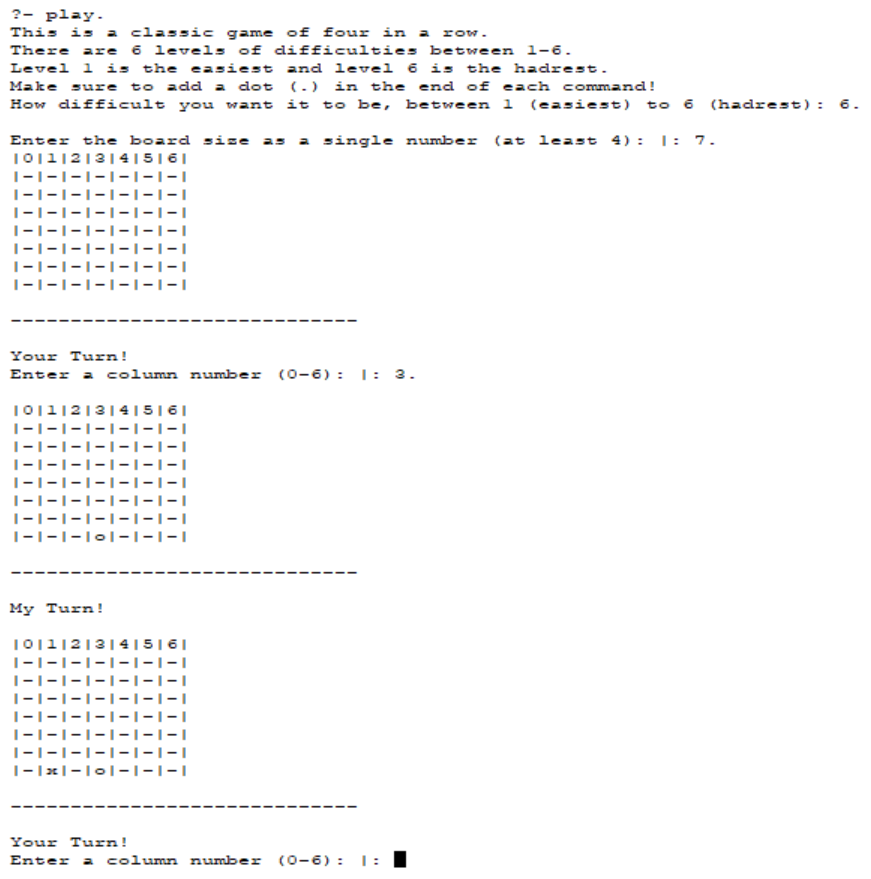 ?- play.
This is a classic game of four in a row.
There are 6 levels of difficulties between 1-6.
Level 1 is the easiest and level 6 is the hadrest.
Make sure to add a dot (.) in the end of each command!
How difficult you want it to be, between 1 (easiest) to 6 (hadrest): 6.
Enter the board size as a single number (at least 4): |: 7.
|0|1|2|3|4|5|6|
|-|-|-|-|-|-|-|
|-|-|-|-|-|-|-|
|-|-|-|-|-|-|-|
|-|-|-|-|-|-|-|
|-|-|-|-|-|-|-|
|-|-|-|-|-|-|-|
|-|-|-|-|-|-|-|
-----------------------------
Your Turn!
Enter a column number (0-6): |: 3.
|0|1|2|3|4|5|6|
|-|-|-|-|-|-|-|
|-|-|-|-|-|-|-|
|-|-|-|-|-|-|-|
|-|-|-|-|-|-|-|
|-|-|-|-|-|-|-|
|-|-|-|-|-|-|-|
|-|-|-|o|-|-|-|
-----------------------------
My Turn!
|0|1|2|3|4|5|6|
|-|-|-|-|-|-|-|
|-|-|-|-|-|-|-|
|-|-|-|-|-|-|-|
|-|-|-|-|-|-|-|
|-|-|-|-|-|-|-|
|-|-|-|-|-|-|-|
|-|x|-|o|-|-|-|
-----------------------------
Your Turn!
Enter a column number (0-6): |: